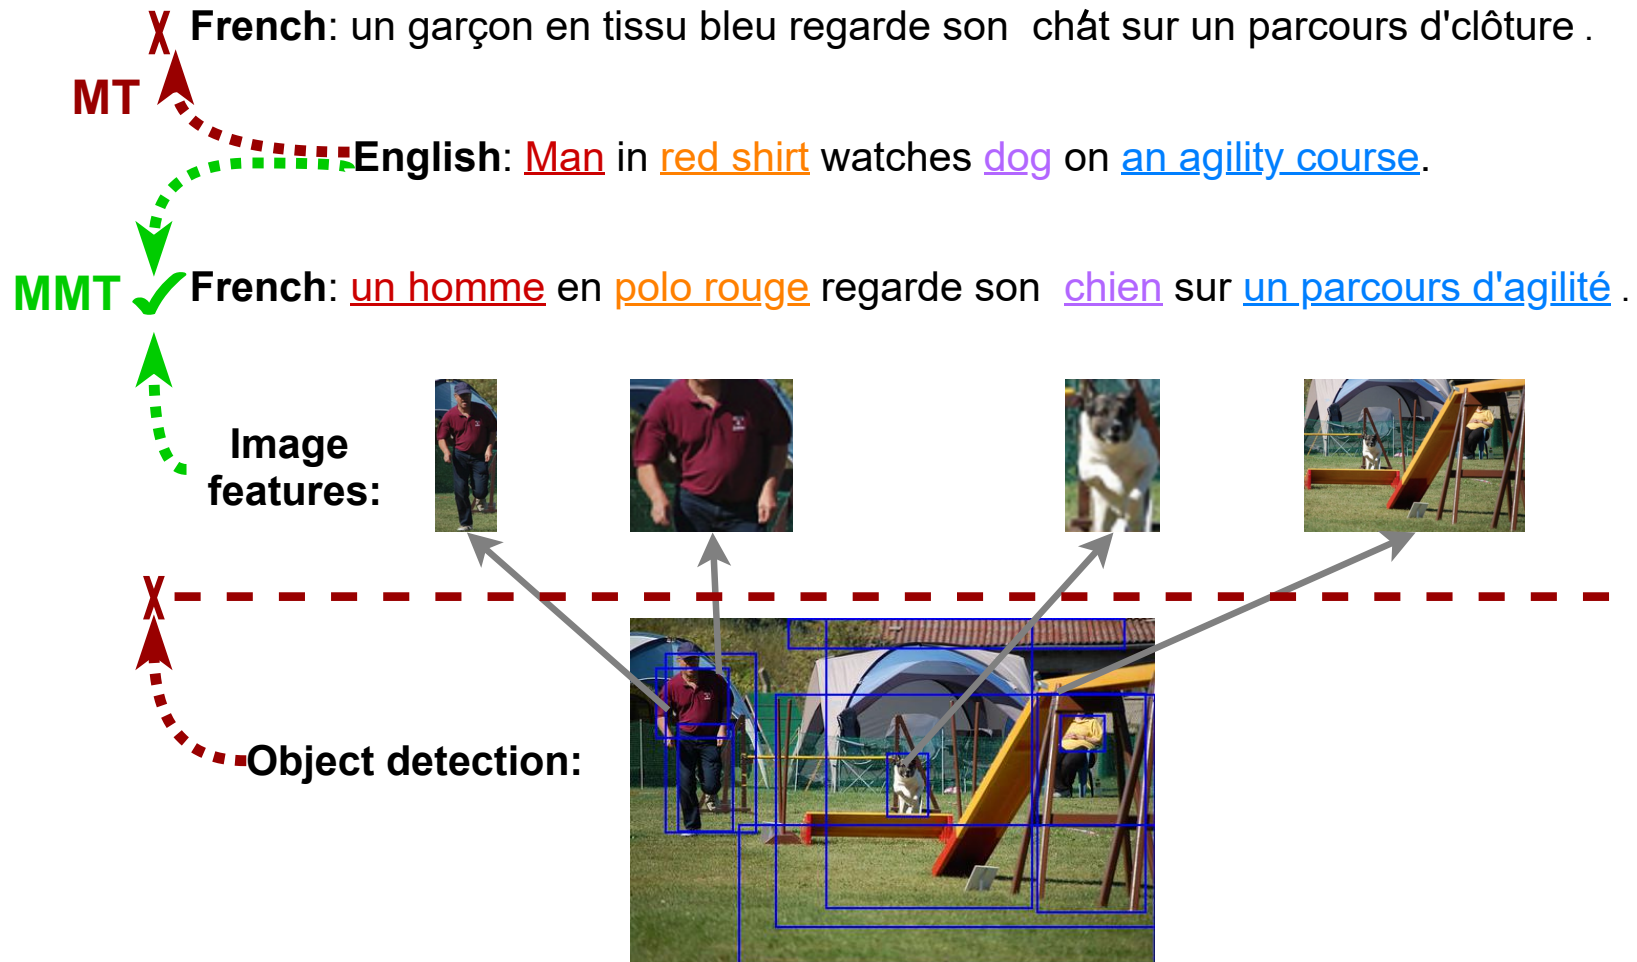 X French: un garçon en tissu bleu regarde son chát sur un parcours d'clôture .
MT
English: Man in red shirt watches dog on an agility course.
MMT ✓ French: un homme en polo rouge regarde son chien sur un parcours d'agilité .
Image
features:
X
Object detection: